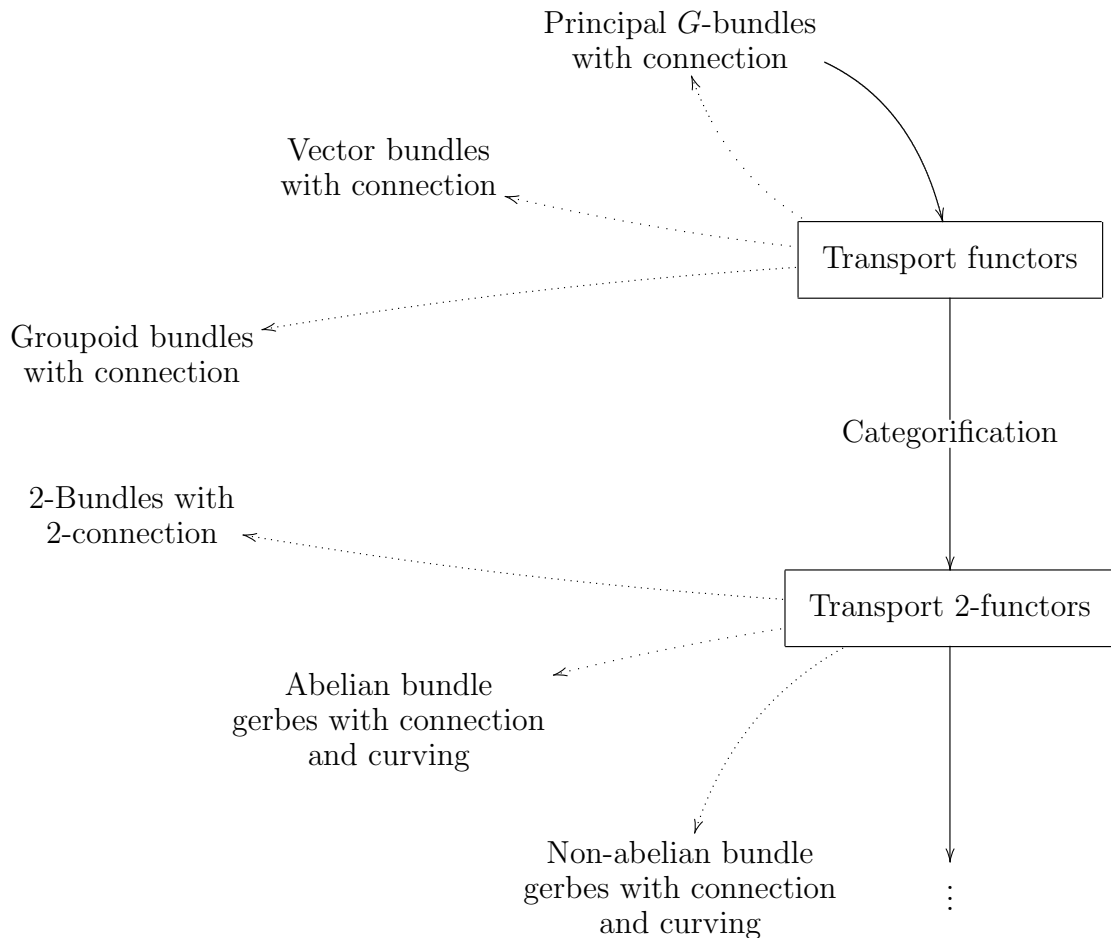 Principal G-bundles
with connection
Vector bundles
with connection
Transport functors
Groupoid bundles
with connection
Categorification
2-Bundles with
2-connection
Transport 2-functors
Abelian bundle
gerbes with connection
and curving
Non-abelian bundle
gerbes with connection
and curving
⋮